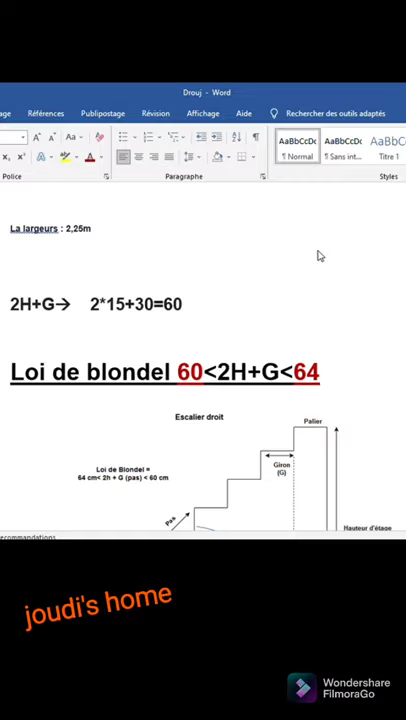 Drouj - Word
Références Publipostage Révision Affichage Aide Rechercher des outils adaptés
AaBbCcDc AaBbCcDc AaBbCc
¶ Normal ¶ Sans int... Titre 1
Police Paragraphe Styles
La largeurs : 2,25m
2H+G→ 2*15+30=60
Loi de blondel 60<2H+G<64
Escalier droit
Palier
Giron
(G)
Loi de Blondel =
64 cm< 2h + G (pas) < 60 cm
Pas
Hauteur d'étage
joudi's home
Wondershare
FilmoraGo